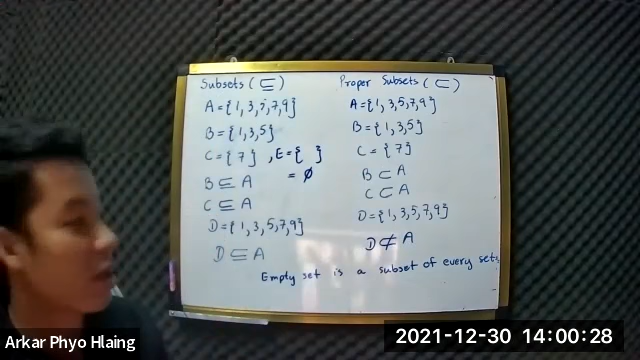 Subsets (⊆)
A = {1, 3, 5, 7, 9}
B = {1, 3, 5}
C = {7} , E = { }
= ∅
B ⊆ A
C ⊆ A
D = {1, 3, 5, 7, 9}
D ⊆ A
Proper Subsets (⊂)
A = {1, 3, 5, 7, 9}
B = {1, 3, 5}
C = {7}
B ⊂ A
C ⊂ A
D = {1, 3, 5, 7, 9}
D ⊄ A
Empty set is a subset of every set.
Arkar Phyo Hlaing
2021-12-30 14:00:28